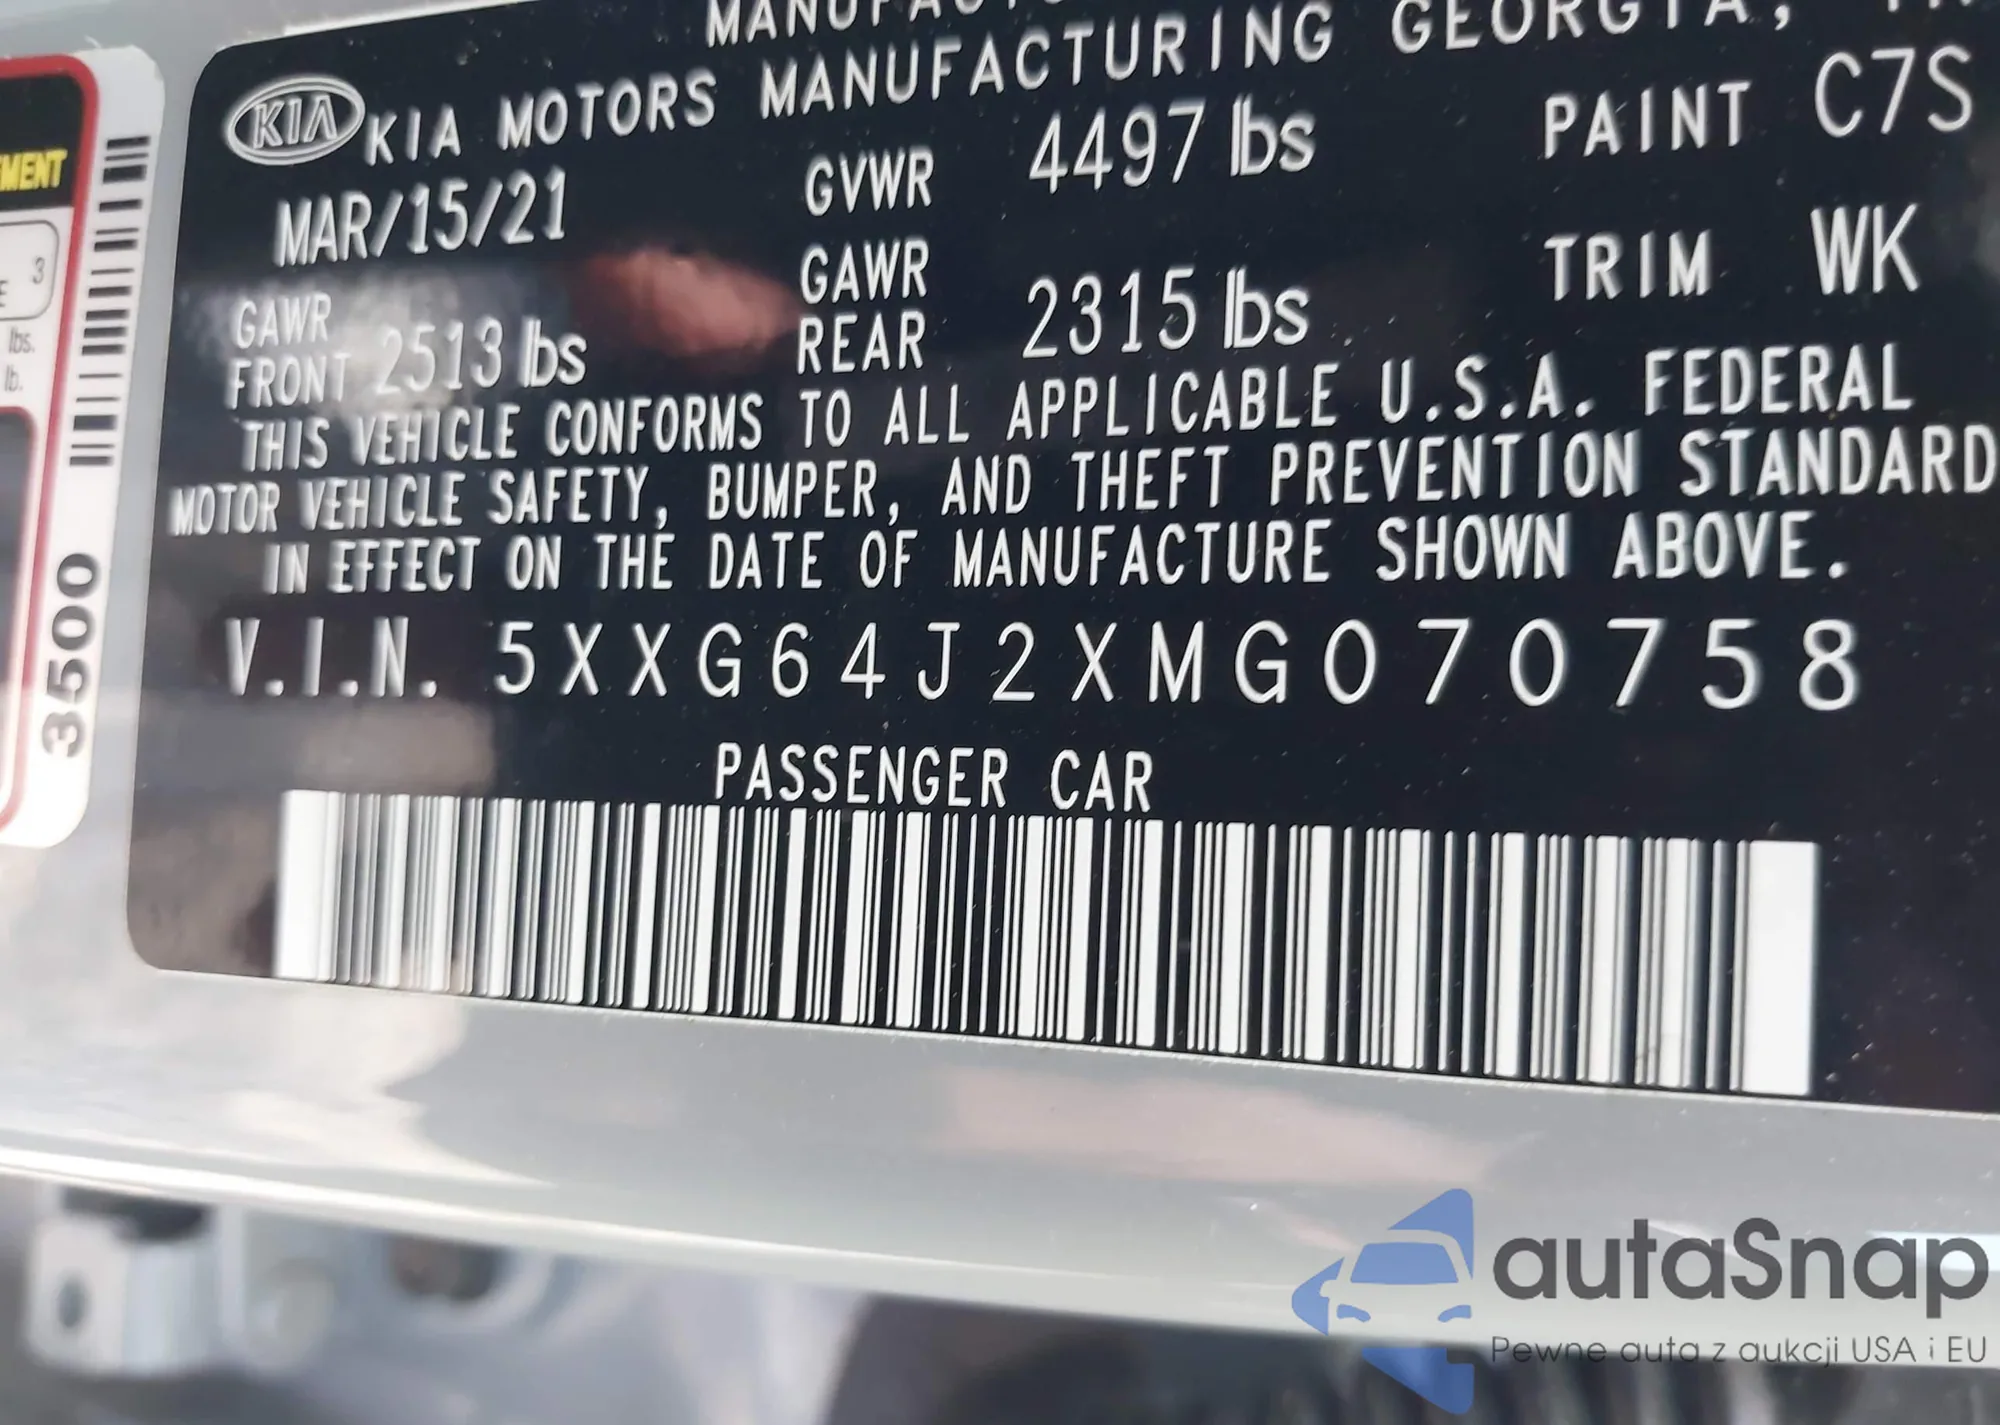 KIA MOTORS MANUFACTURING GEORGIA,
KIA
MAR/15/21
GVWR 4497 lbs
PAINT C7S
GAWR FRONT 2513 lbs
GAWR REAR 2315 lbs
TRIM WK
THIS VEHICLE CONFORMS TO ALL APPLICABLE U.S.A. FEDERAL
MOTOR VEHICLE SAFETY, BUMPER, AND THEFT PREVENTION STANDARD
IN EFFECT ON THE DATE OF MANUFACTURE SHOWN ABOVE.
V.I.N. 5XXG64J2XMG070758
PASSENGER CAR
3
lbs.
lb.
3500
autaSnap
Pewne auta z aukcji USA i EU